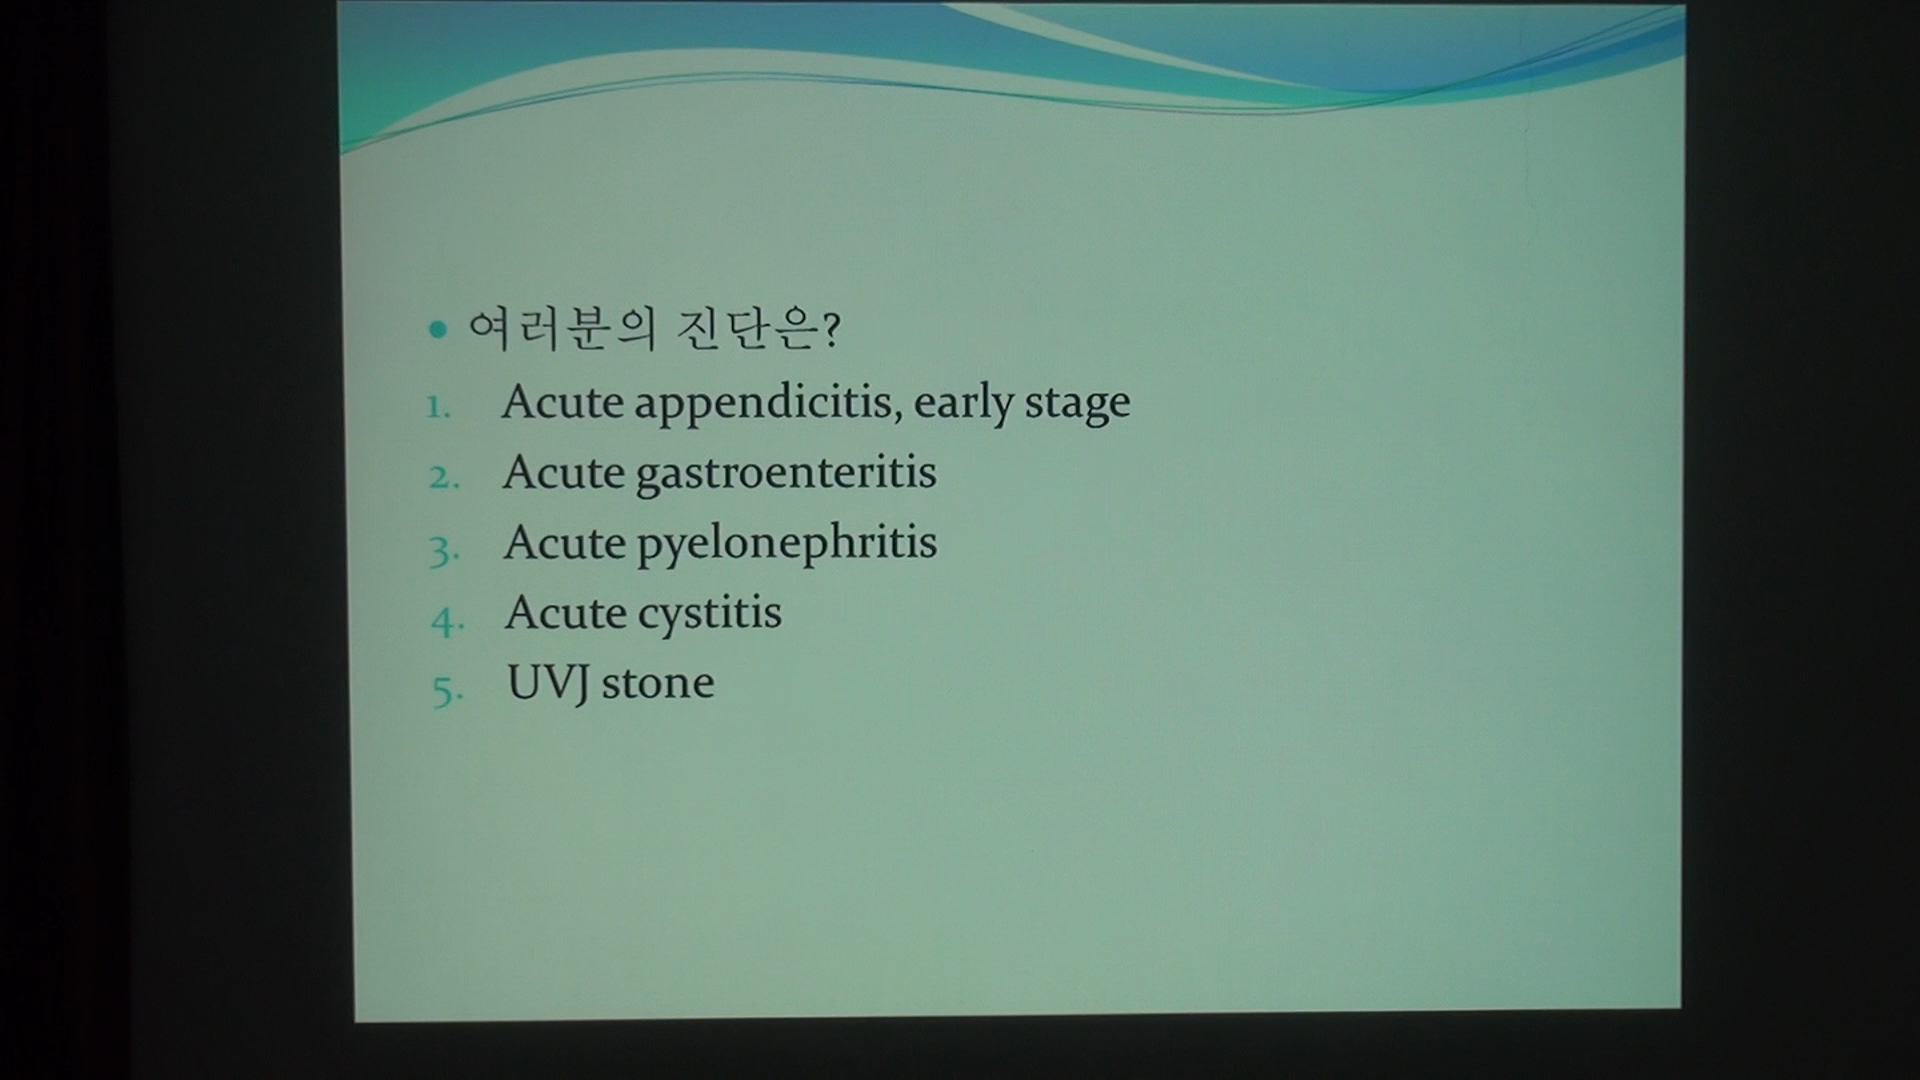 • 여러분의 진단은?
1. Acute appendicitis, early stage
2. Acute gastroenteritis
3. Acute pyelonephritis
4. Acute cystitis
5. UVJ stone